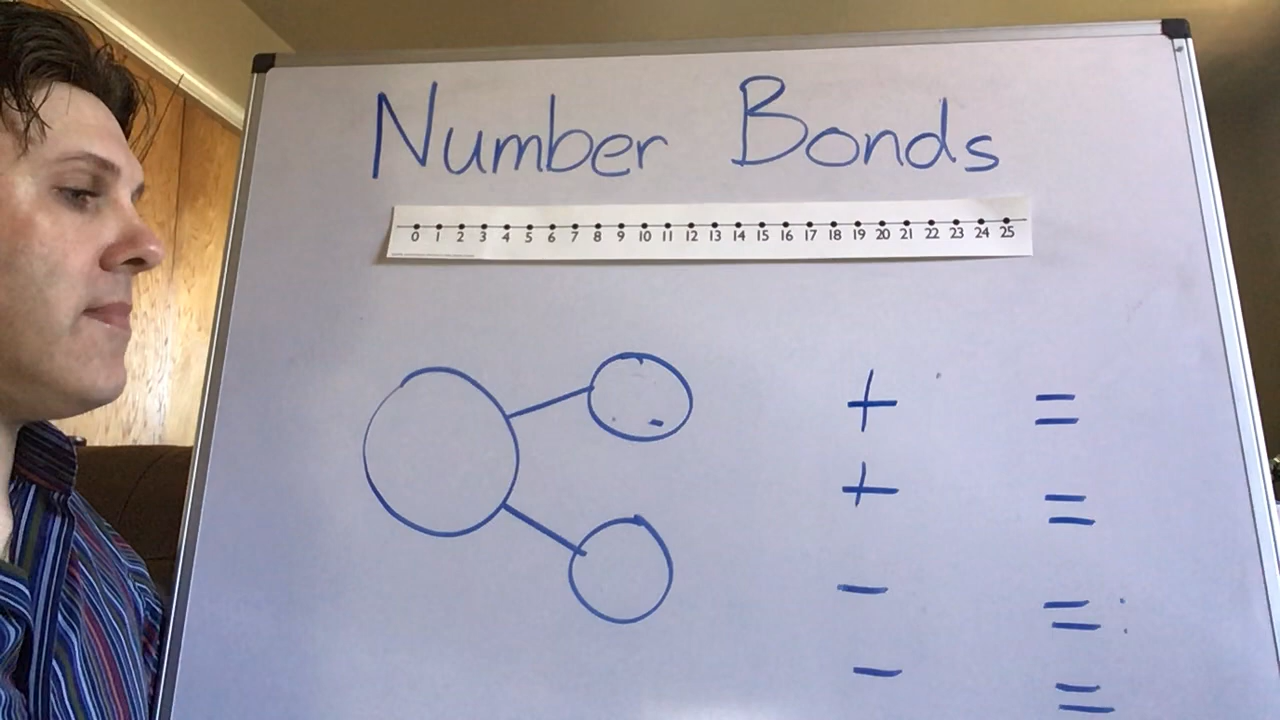 Number Bonds
0 1 2 3 4 5 6 7 8 9 10 11 12 13 14 15 16 17 18 19 20 21 22 23 24 25
+ =
+ =
- =
- =